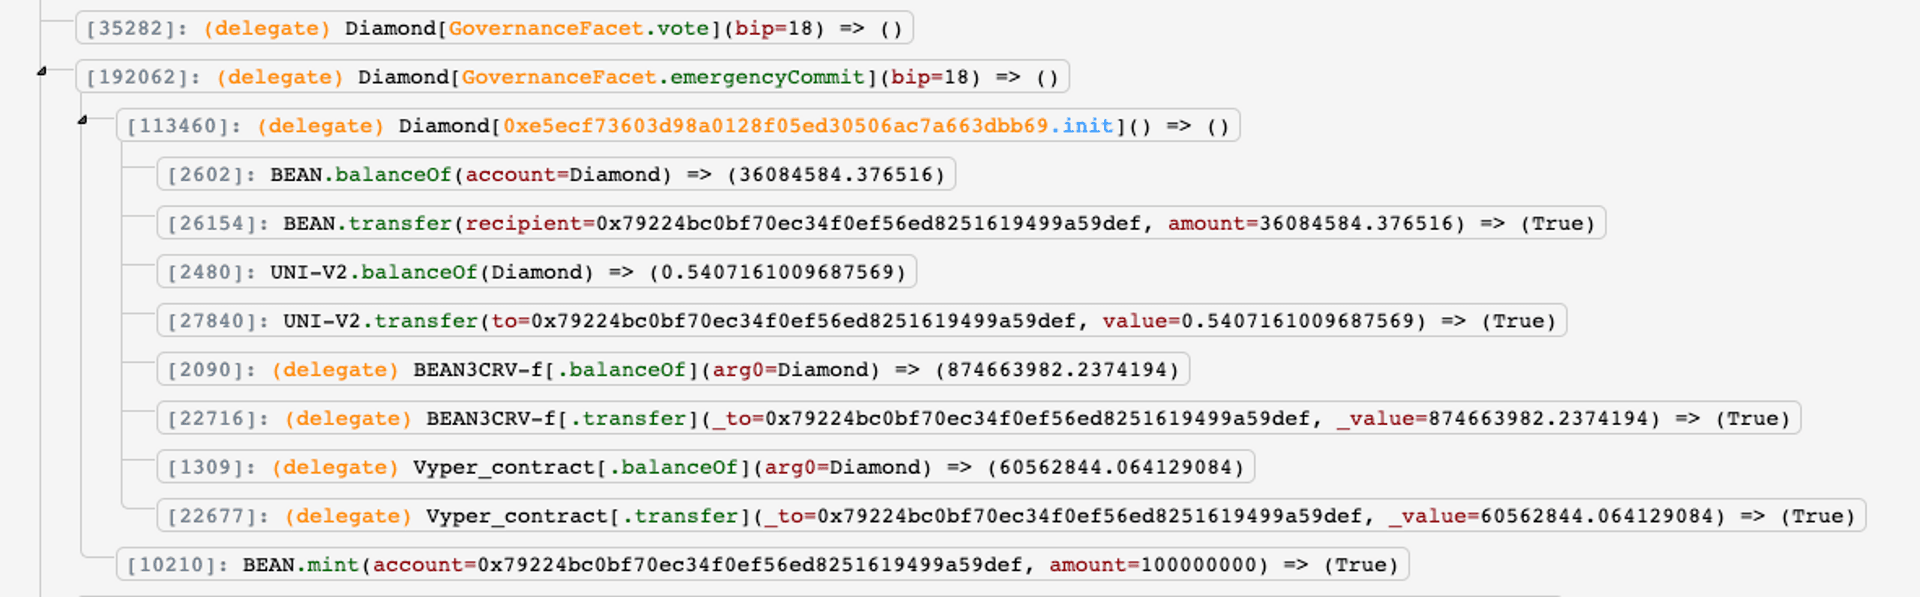 [35282]: (delegate) Diamond[GovernanceFacet.vote](bip=18) => ()
[192062]: (delegate) Diamond[GovernanceFacet.emergencyCommit](bip=18) => ()
[113460]: (delegate) Diamond[0xe5ecf73603d98a0128f05ed30506ac7a663dbb69.init]() => ()
[2602]: BEAN.balanceOf(account=Diamond) => (36084584.376516)
[26154]: BEAN.transfer(recipient=0x79224bc0bf70ec34f0ef56ed8251619499a59def, amount=36084584.376516) => (True)
[2480]: UNI-V2.balanceOf(Diamond) => (0.5407161009687569)
[27840]: UNI-V2.transfer(to=0x79224bc0bf70ec34f0ef56ed8251619499a59def, value=0.5407161009687569) => (True)
[2090]: (delegate) BEAN3CRV-f[.balanceOf](arg0=Diamond) => (874663982.2374194)
[22716]: (delegate) BEAN3CRV-f[.transfer](_to=0x79224bc0bf70ec34f0ef56ed8251619499a59def, _value=874663982.2374194) => (True)
[1309]: (delegate) Vyper_contract[.balanceOf](arg0=Diamond) => (60562844.064129084)
[22677]: (delegate) Vyper_contract[.transfer](_to=0x79224bc0bf70ec34f0ef56ed8251619499a59def, _value=60562844.064129084) => (True)
[10210]: BEAN.mint(account=0x79224bc0bf70ec34f0ef56ed8251619499a59def, amount=100000000) => (True)